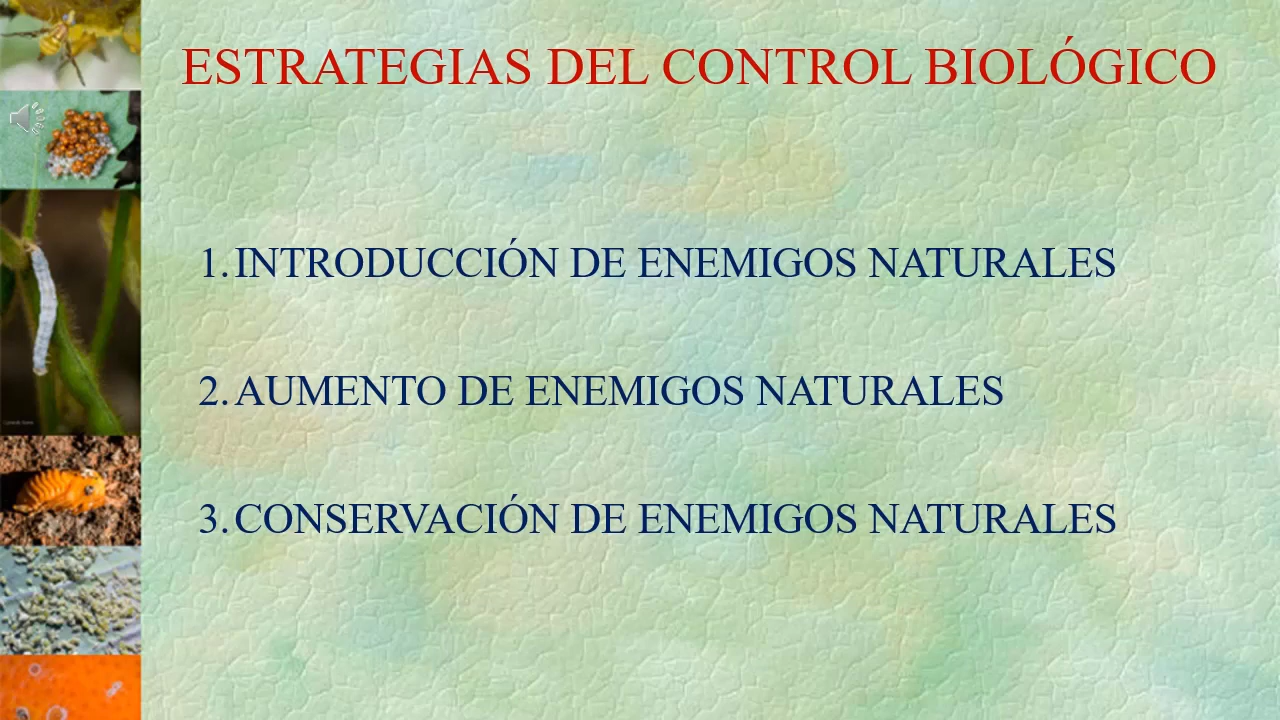 ESTRATEGIAS DEL CONTROL BIOLÓGICO
1. INTRODUCCIÓN DE ENEMIGOS NATURALES
2. AUMENTO DE ENEMIGOS NATURALES
3. CONSERVACIÓN DE ENEMIGOS NATURALES